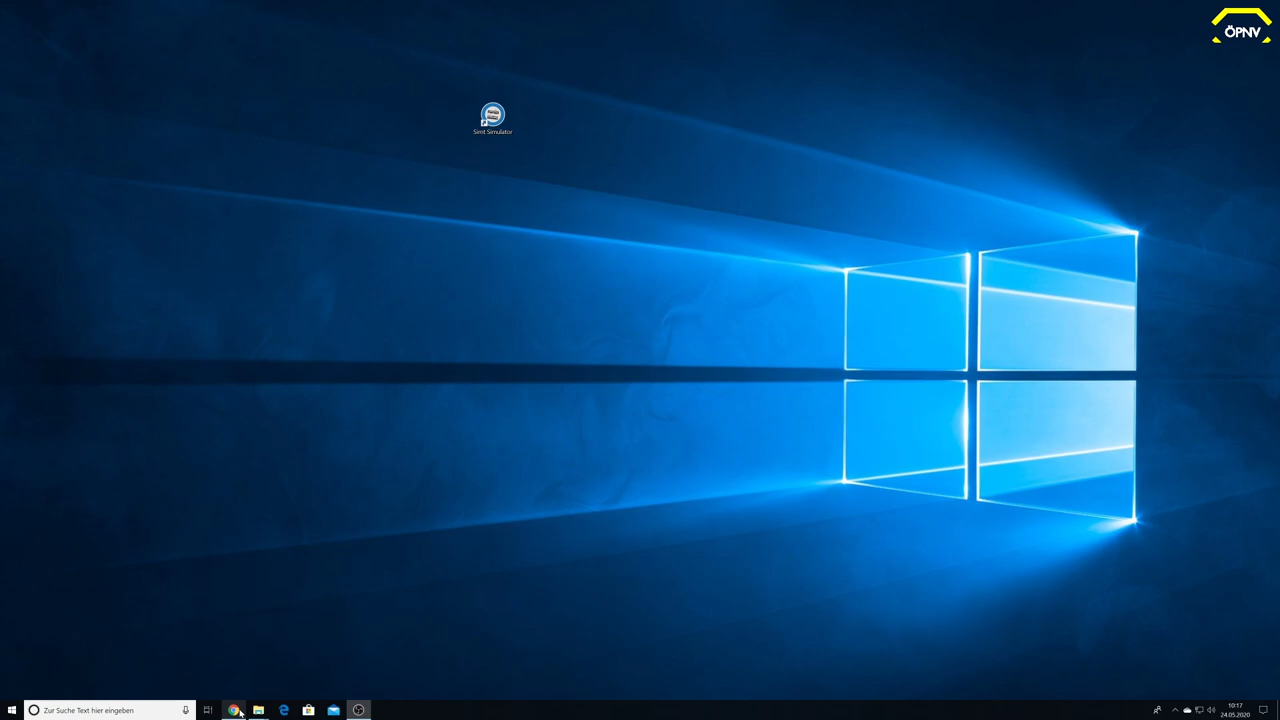 ÖPNV
Simt Simulator
Zur Suche Text hier eingeben
10:17
24.05.2020